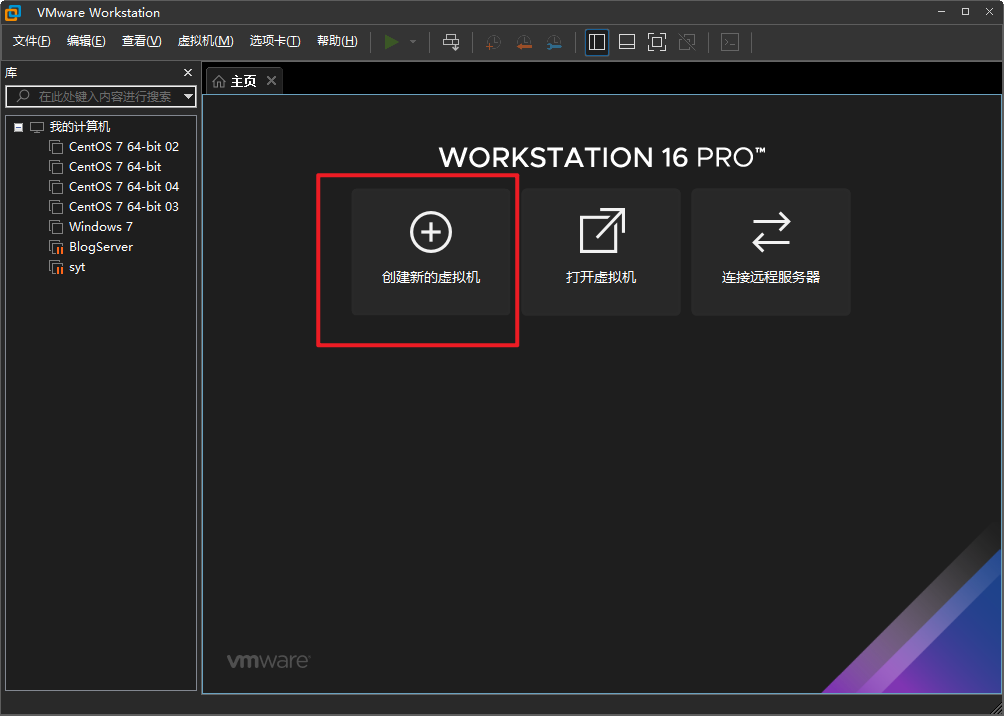 VMware Workstation
文件(F) 编辑(E) 查看(V) 虚拟机(M) 选项卡(T) 帮助(H)
库
主页
在此处键入内容进行搜索
我的计算机
CentOS 7 64-bit 02
CentOS 7 64-bit
CentOS 7 64-bit 04
CentOS 7 64-bit 03
Windows 7
BlogServer
syt
WORKSTATION 16 PRO™
创建新的虚拟机
打开虚拟机
连接远程服务器
vmware